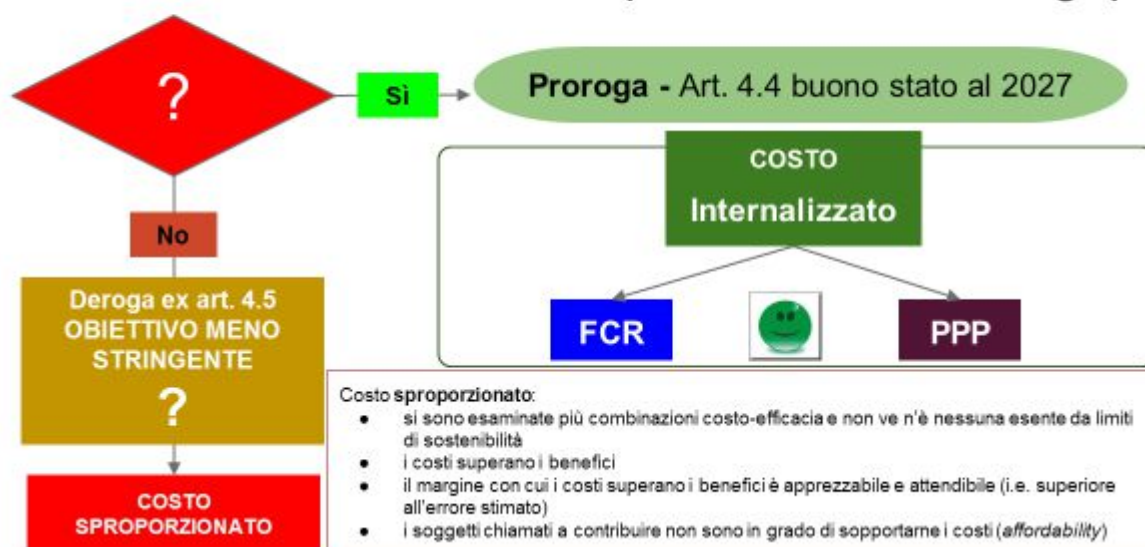 ?
Sì
Proroga - Art. 4.4 buono stato al 2027
COSTO
Internalizzato
No
Deroga ex art. 4.5
OBIETTIVO MENO
STRINGENTE
?
FCR
PPP
COSTO
SPROPORZIONATO
Costo sproporzionato:
● si sono esaminate più combinazioni costo-efficacia e non ve n'è nessuna esente da limiti
di sostenibilità
● i costi superano i benefici
● il margine con cui i costi superano i benefici è apprezzabile e attendibile (i.e. superiore
all'errore stimato)
● i soggetti chiamati a contribuire non sono in grado di sopportarne i costi (affordability)